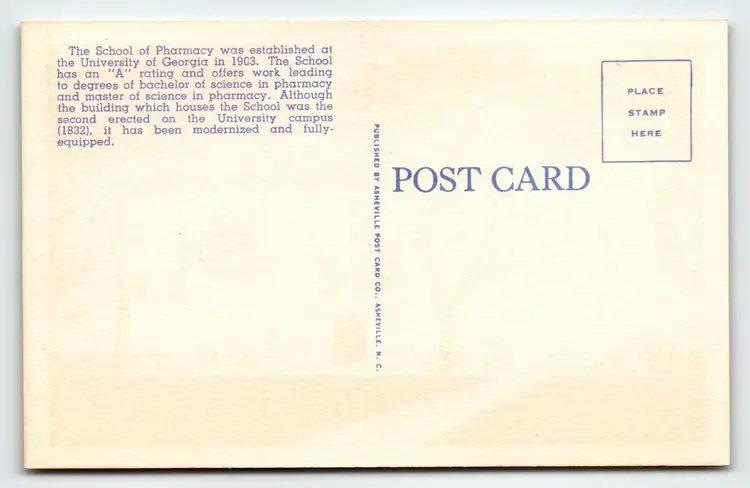 The School of Pharmacy was established at
the University of Georgia in 1903. The School
has an "A" rating and offers work leading
to degrees of bachelor of science in pharmacy
and master of science in pharmacy. Although
the building which houses the School was the
second erected on the University campus
(1832), it has been modernized and fully-
equipped.
PUBLISHED BY ASHEVILLE POST CARD CO., ASHEVILLE, N. C.
POST CARD
PLACE
STAMP
HERE